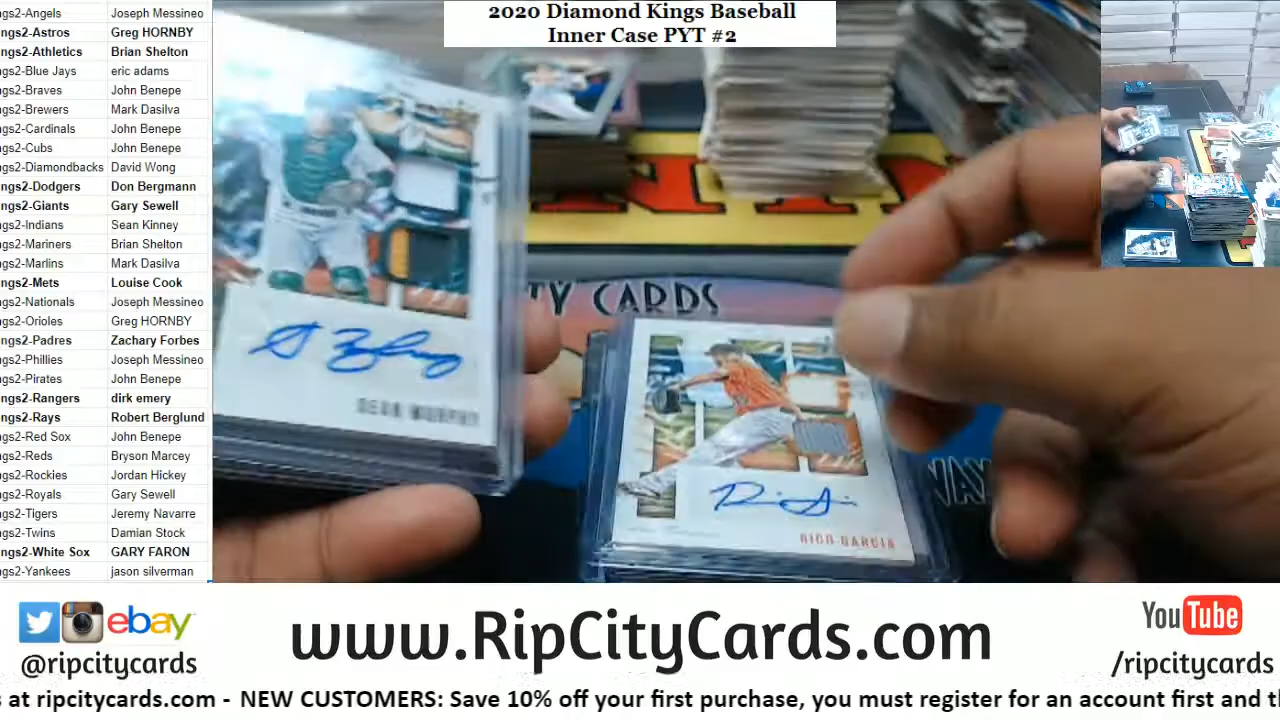 2020 Diamond Kings Baseball
Inner Case PYT #2
ngs2-Angels Joseph Messineo
ngs2-Astros Greg HORNBY
ngs2-Athletics Brian Shelton
ngs2-Blue Jays eric adams
ngs2-Braves John Benepe
ngs2-Brewers Mark Dasilva
ngs2-Cardinals John Benepe
ngs2-Cubs John Benepe
ngs2-Diamondbacks David Wong
ngs2-Dodgers Don Bergmann
ngs2-Giants Gary Sewell
ngs2-Indians Sean Kinney
ngs2-Mariners Brian Shelton
ngs2-Marlins Mark Dasilva
ngs2-Mets Louise Cook
ngs2-Nationals Joseph Messineo
ngs2-Orioles Greg HORNBY
ngs2-Padres Zachary Forbes
ngs2-Phillies Joseph Messineo
ngs2-Pirates John Benepe
ngs2-Rangers dirk emery
ngs2-Rays Robert Berglund
ngs2-Red Sox John Benepe
ngs2-Reds Bryson Marcey
ngs2-Rockies Jordan Hickey
ngs2-Royals Gary Sewell
ngs2-Tigers Jeremy Navarre
ngs2-Twins Damian Stock
ngs2-White Sox GARY FARON
ngs2-Yankees jason silverman
TY CARDS
SEAN MURPHY
RICO GARCIA
ebay
@ripcitycards
www.RipCityCards.com
YouTube
/ripcitycards
s at ripcitycards.com - NEW CUSTOMERS: Save 10% off your first purchase, you must register for an account first and th